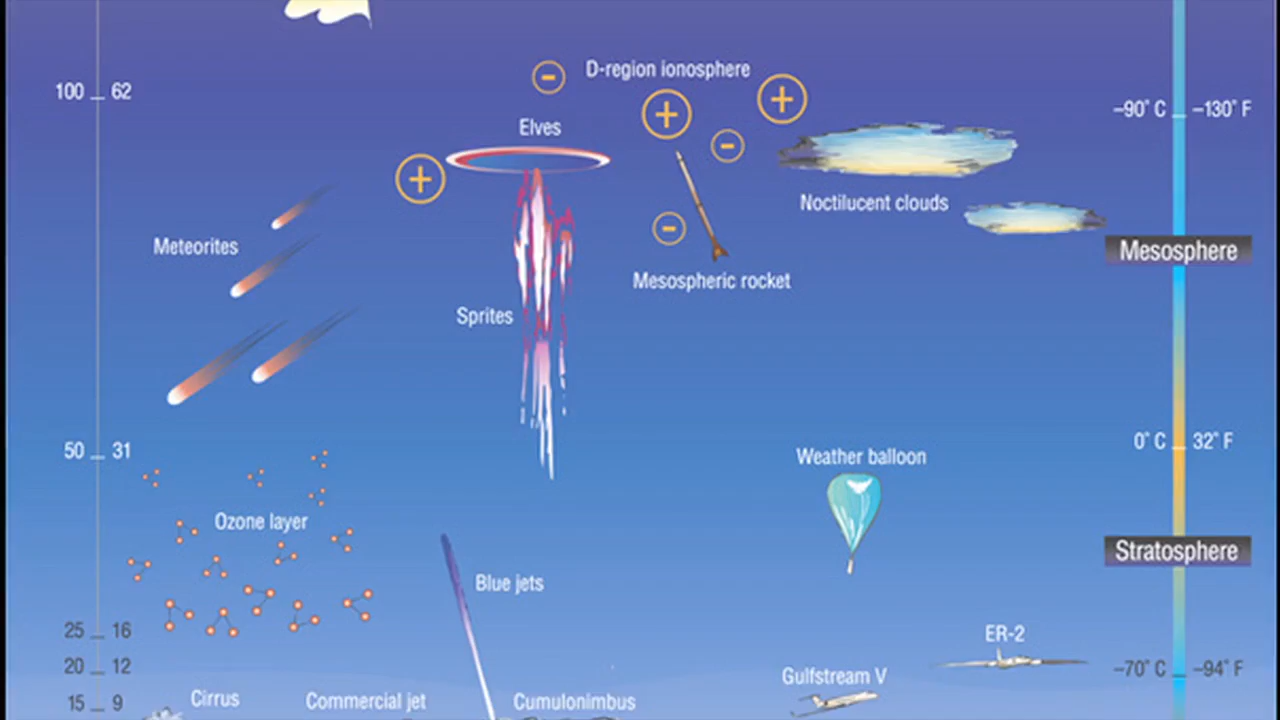 D-region ionosphere
100 62
–90° C –130° F
Elves
Noctilucent clouds
Meteorites
Mesosphere
Mesospheric rocket
Sprites
0° C 32° F
50 31
Weather balloon
Ozone layer
Stratosphere
Blue jets
25 16
ER-2
20 12
–70° C –94° F
Gulfstream V
Cirrus
Commercial jet
Cumulonimbus
15 9